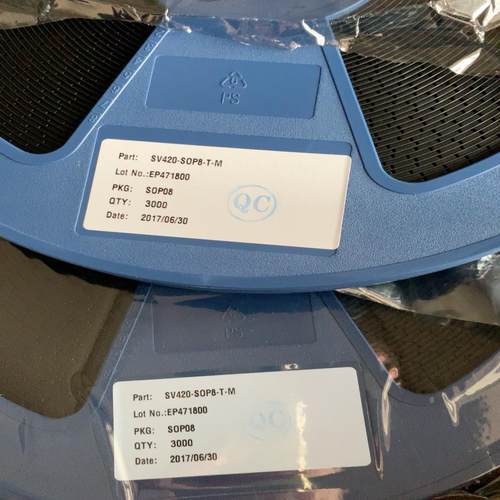 PS
Part: SV420-SOP8-T-M
Lot No.:EP471800
PKG: SOP08
QTY: 3000
Date: 2017/06/30
QC
PS
Part: SV420-SOP8-T-M
Lot No.:EP471800
PKG: SOP08
QTY: 3000
Date: 2017/06/30
QC